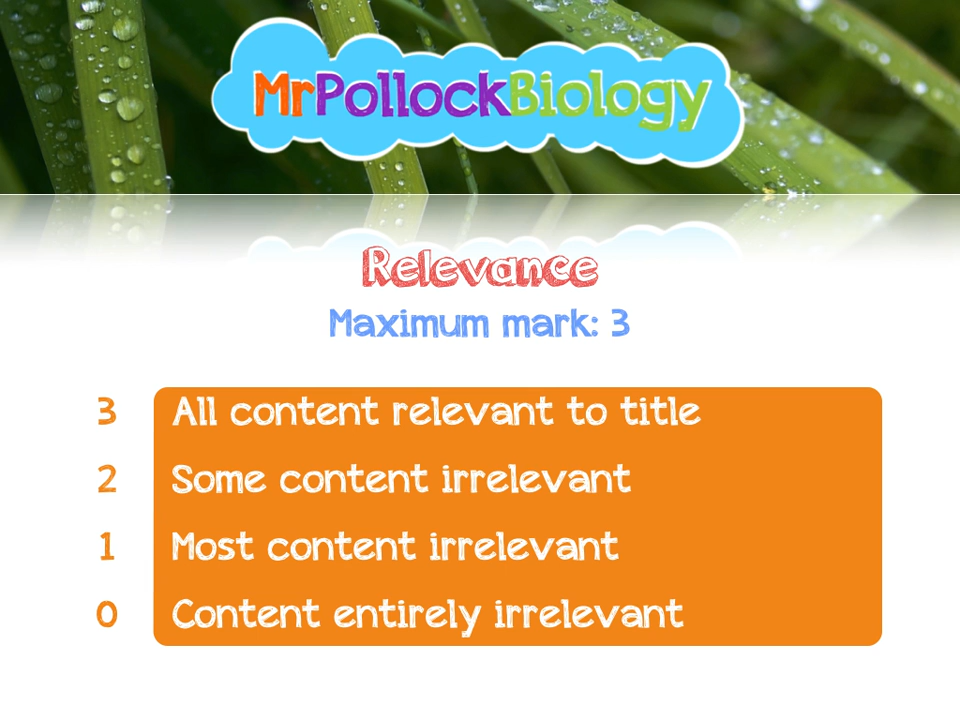 MrPollockBiology
Relevance
Maximum mark: 3
3 All content relevant to title
2 Some content irrelevant
1 Most content irrelevant
0 Content entirely irrelevant